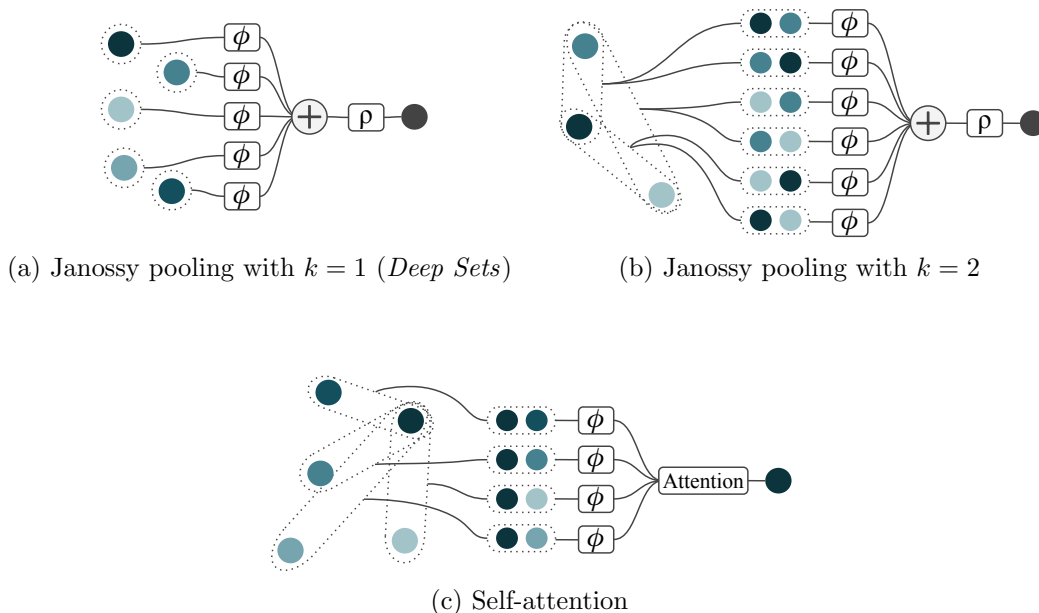 ϕ
ϕ
ϕ
ϕ
ϕ
+
ρ
ϕ
ϕ
ϕ
ϕ
ϕ
ϕ
+
ρ
(a) Janossy pooling with k = 1 (Deep Sets)
(b) Janossy pooling with k = 2
ϕ
ϕ
ϕ
ϕ
Attention
(c) Self-attention